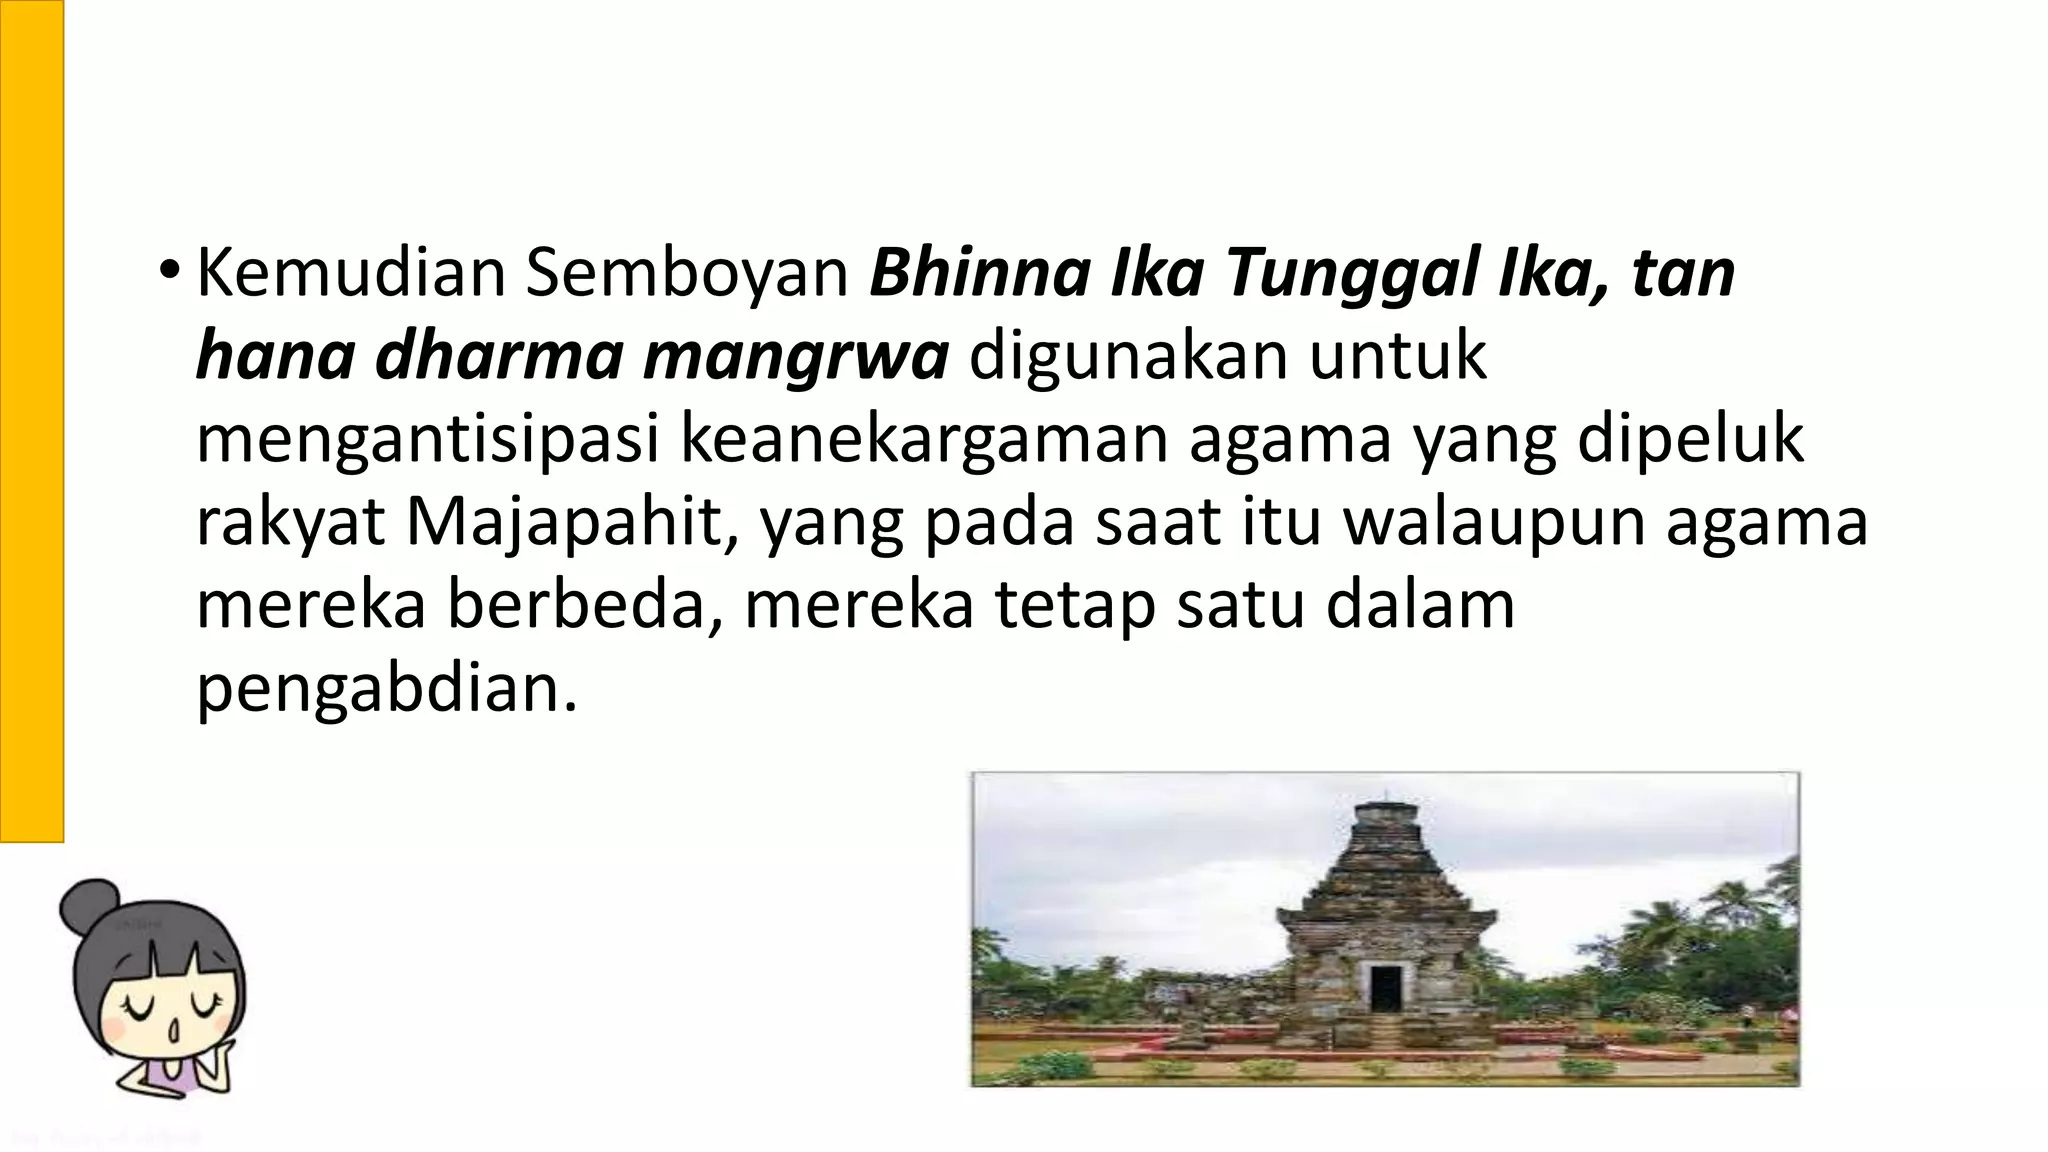 • Kemudian Semboyan Bhinna Ika Tunggal Ika, tan
hana dharma mangrwa digunakan untuk
mengantisipasi keanekargaman agama yang dipeluk
rakyat Majapahit, yang pada saat itu walaupun agama
mereka berbeda, mereka tetap satu dalam
pengabdian.